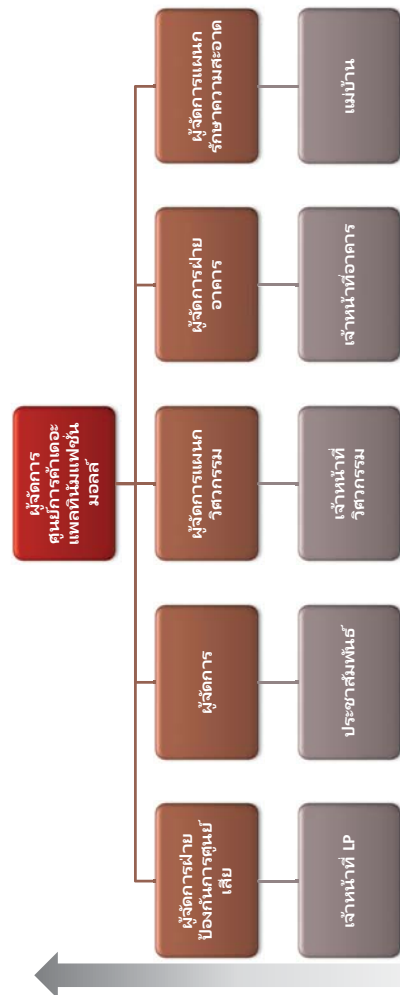 ผู้จัดการ
ศูนย์การค้าเดอะ
แพลทินัมแฟชั่น
มอลล์
ผู้จัดการฝ่าย
ป้องกันการศูนย์
เสีย
ผู้จัดการ
ผู้จัดการแผนก
วิศวกรรม
ผู้จัดการฝ่าย
อาคาร
ผู้จัดการแผนก
รักษาความสะอาด
เจ้าหน้าที่ LP
ประชาสัมพันธ์
เจ้าหน้าที่
วิศวกรรม
เจ้าหน้าที่อาคาร
แม่บ้าน